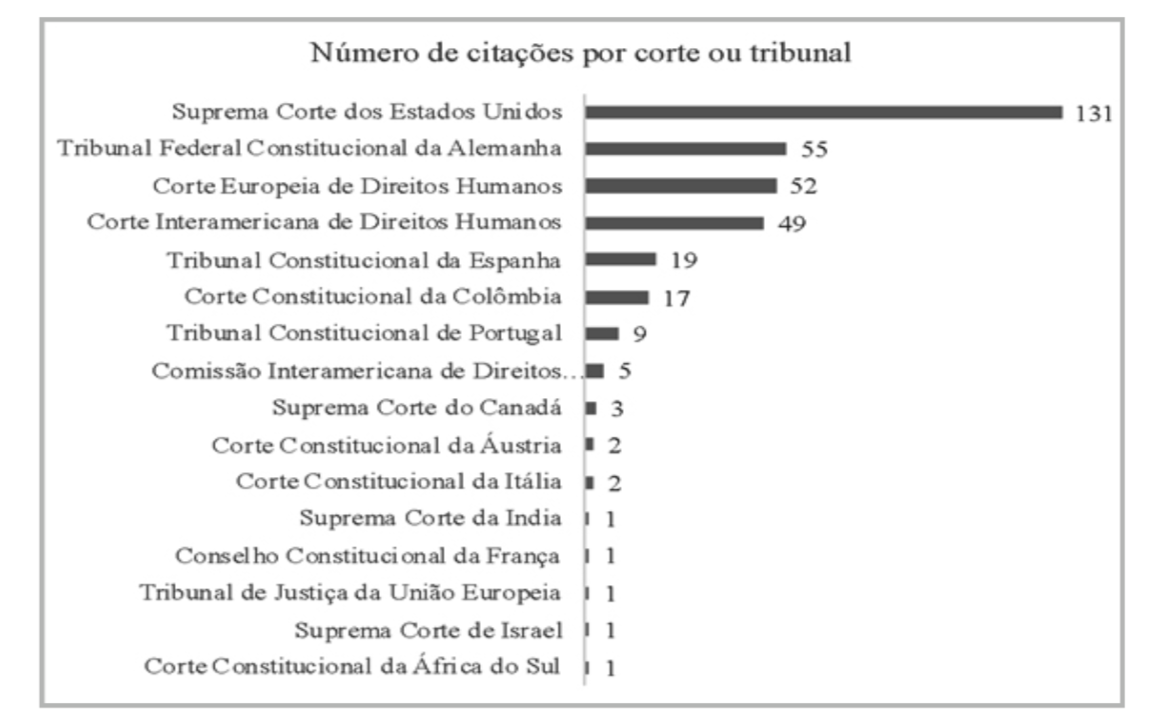 Número de citações por corte ou tribunal
Suprema Corte dos Estados Unidos 131
Tribunal Federal Constitucional da Alemanha 55
Corte Europeia de Direitos Humanos 52
Corte Interamericana de Direitos Humanos 49
Tribunal Constitucional da Espanha 19
Corte Constitucional da Colômbia 17
Tribunal Constitucional de Portugal 9
Comissão Interamericana de Direitos... 5
Suprema Corte do Canadá 3
Corte Constitucional da Áustria 2
Corte Constitucional da Itália 2
Suprema Corte da India 1
Conselho Constitucional da França 1
Tribunal de Justiça da União Europeia 1
Suprema Corte de Israel 1
Corte Constitucional da África do Sul 1